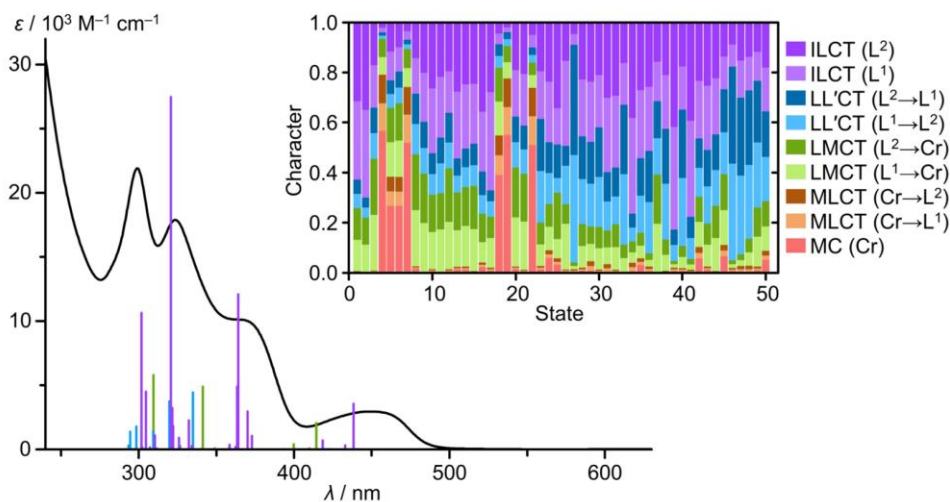 ε / 10³ M⁻¹ cm⁻¹
30
20
10
0
300
400
500
600
λ / nm
1.0
0.8
0.6
0.4
0.2
0.0
Character
0
10
20
30
40
50
State
ILCT (L²)
ILCT (L¹)
LL'CT (L²→L¹)
LL'CT (L¹→L²)
LMCT (L²→Cr)
LMCT (L¹→Cr)
MLCT (Cr→L²)
MLCT (Cr→L¹)
MC (Cr)